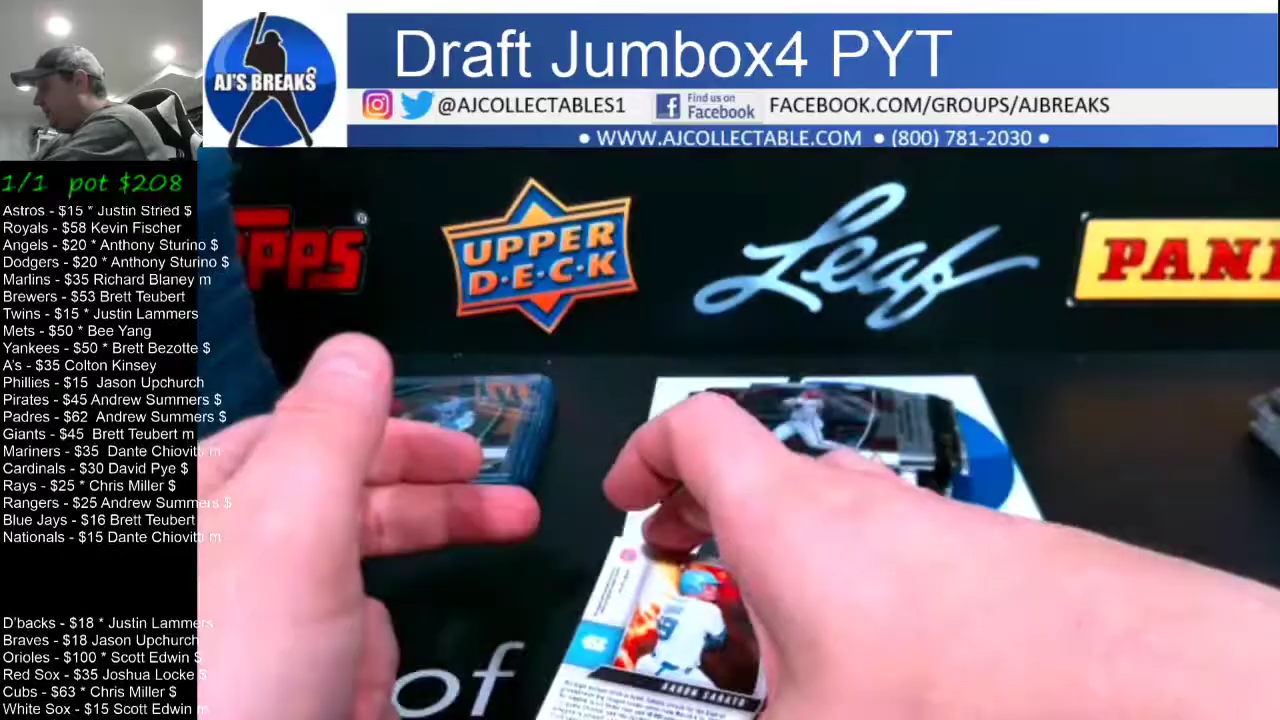 Draft Jumbox4 PYT
AJ'S BREAKS
@AJCOLLECTABLES1
Find us on
Facebook
FACEBOOK.COM/GROUPS/AJBREAKS
● WWW.AJCOLLECTABLE.COM ● (800) 781-2030 ●
1/1 pot $208
Astros - $15 * Justin Stried $
Royals - $58 Kevin Fischer
Angels - $20 * Anthony Sturino $
Dodgers - $20 * Anthony Sturino $
Marlins - $35 Richard Blaney m
Brewers - $53 Brett Teubert
Twins - $15 * Justin Lammers
Mets - $50 * Bee Yang
Yankees - $50 * Brett Bezotte $
A's - $35 Colton Kinsey
Phillies - $15 Jason Upchurch
Pirates - $45 Andrew Summers $
Padres - $62 Andrew Summers $
Giants - $45 Brett Teubert m
Mariners - $35 Dante Chiovitti m
Cardinals - $30 David Pye $
Rays - $25 * Chris Miller $
Rangers - $25 Andrew Summers $
Blue Jays - $16 Brett Teubert
Nationals - $15 Dante Chiovitti m
D'backs - $18 * Justin Lammers
Braves - $18 Jason Upchurch
Orioles - $100 * Scott Edwin $
Red Sox - $35 Joshua Locke $
Cubs - $63 * Chris Miller $
White Sox - $15 Scott Edwin m
PPS
UPPER
D·E·C·K
Leaf
PANI
of
AARON SABATO